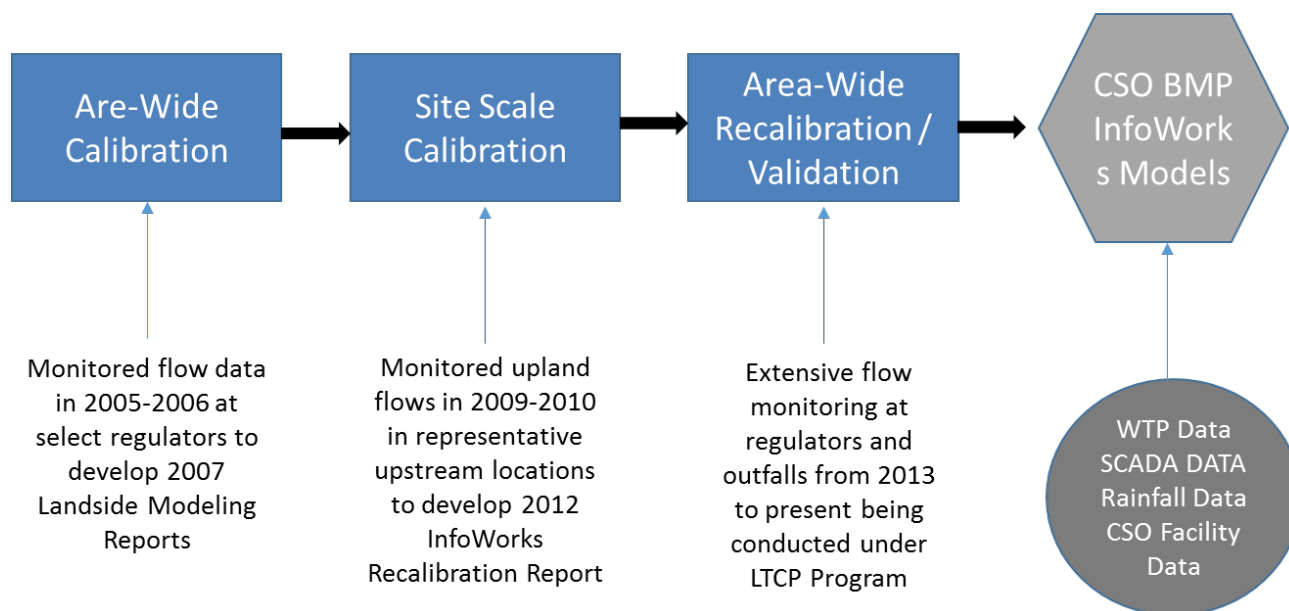 Are-Wide
Calibration
Site Scale
Calibration
Area-Wide
Recalibration /
Validation
CSO BMP
InfoWork
s Models
Monitored flow data
in 2005-2006 at
select regulators to
develop 2007
Landside Modeling
Reports
Monitored upland
flows in 2009-2010
in representative
upstream locations
to develop 2012
InfoWorks
Recalibration Report
Extensive flow
monitoring at
regulators and
outfalls from 2013
to present being
conducted under
LTCP Program
WTP Data
SCADA DATA
Rainfall Data
CSO Facility
Data